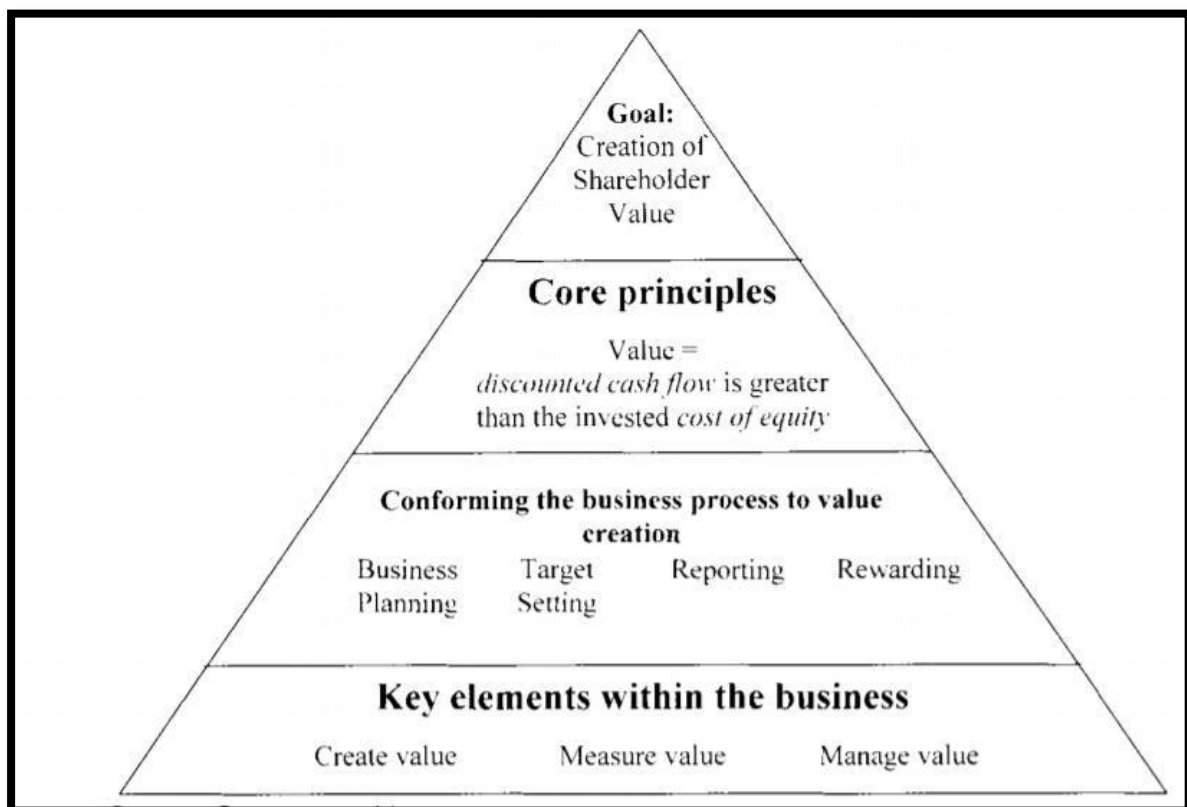 Goal:
Creation of
Shareholder
Value
Core principles
Value =
discounted cash flow is greater
than the invested cost of equity
Conforming the business process to value
creation
Business Target Reporting Rewarding
Planning Setting
Key elements within the business
Create value Measure value Manage value